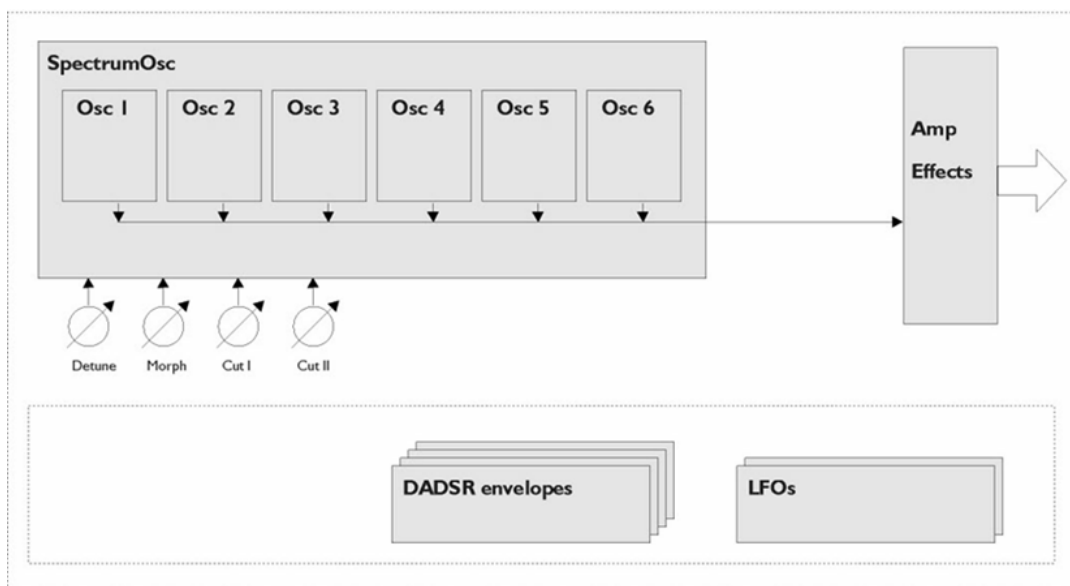 SpectrumOsc
Osc 1
Osc 2
Osc 3
Osc 4
Osc 5
Osc 6
Amp
Effects
Detune
Morph
Cut I
Cut II
DADSR envelopes
LFOs